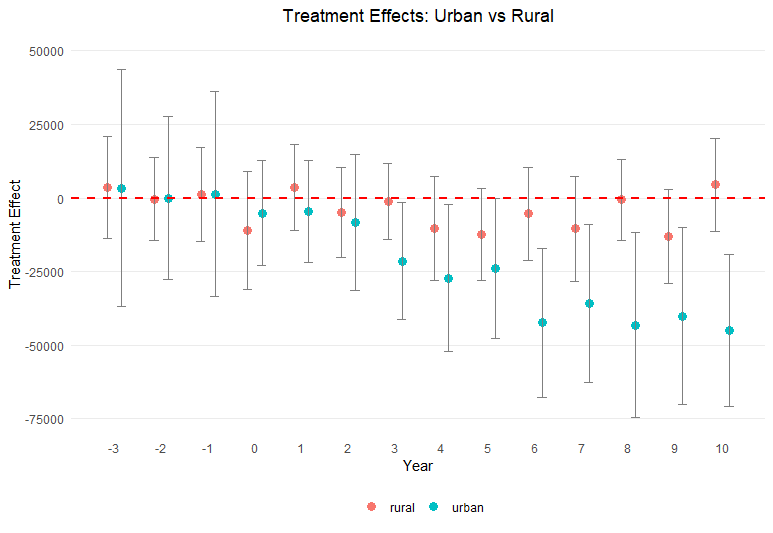 Treatment Effects: Urban vs Rural
50000
25000
0
-25000
-50000
-75000
Treatment Effect
-3 -2 -1 0 1 2 3 4 5 6 7 8 9 10
Year
rural urban